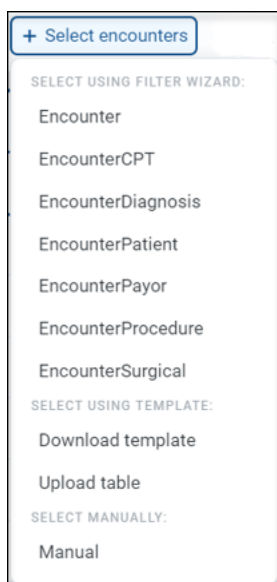 + Select encounters
SELECT USING FILTER WIZARD:
Encounter
EncounterCPT
EncounterDiagnosis
EncounterPatient
EncounterPayor
EncounterProcedure
EncounterSurgical
SELECT USING TEMPLATE:
Download template
Upload table
SELECT MANUALLY:
Manual